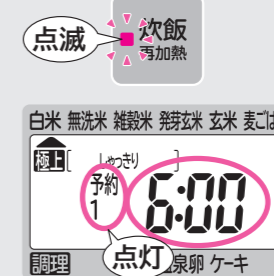 点滅
炊飯
再加熱
白米 無洗米 雑穀米 発芽玄米 玄米 麦ごは
極上 しゃっきり
予約
1
6:00
点灯
調理 泉卵 ケーキ